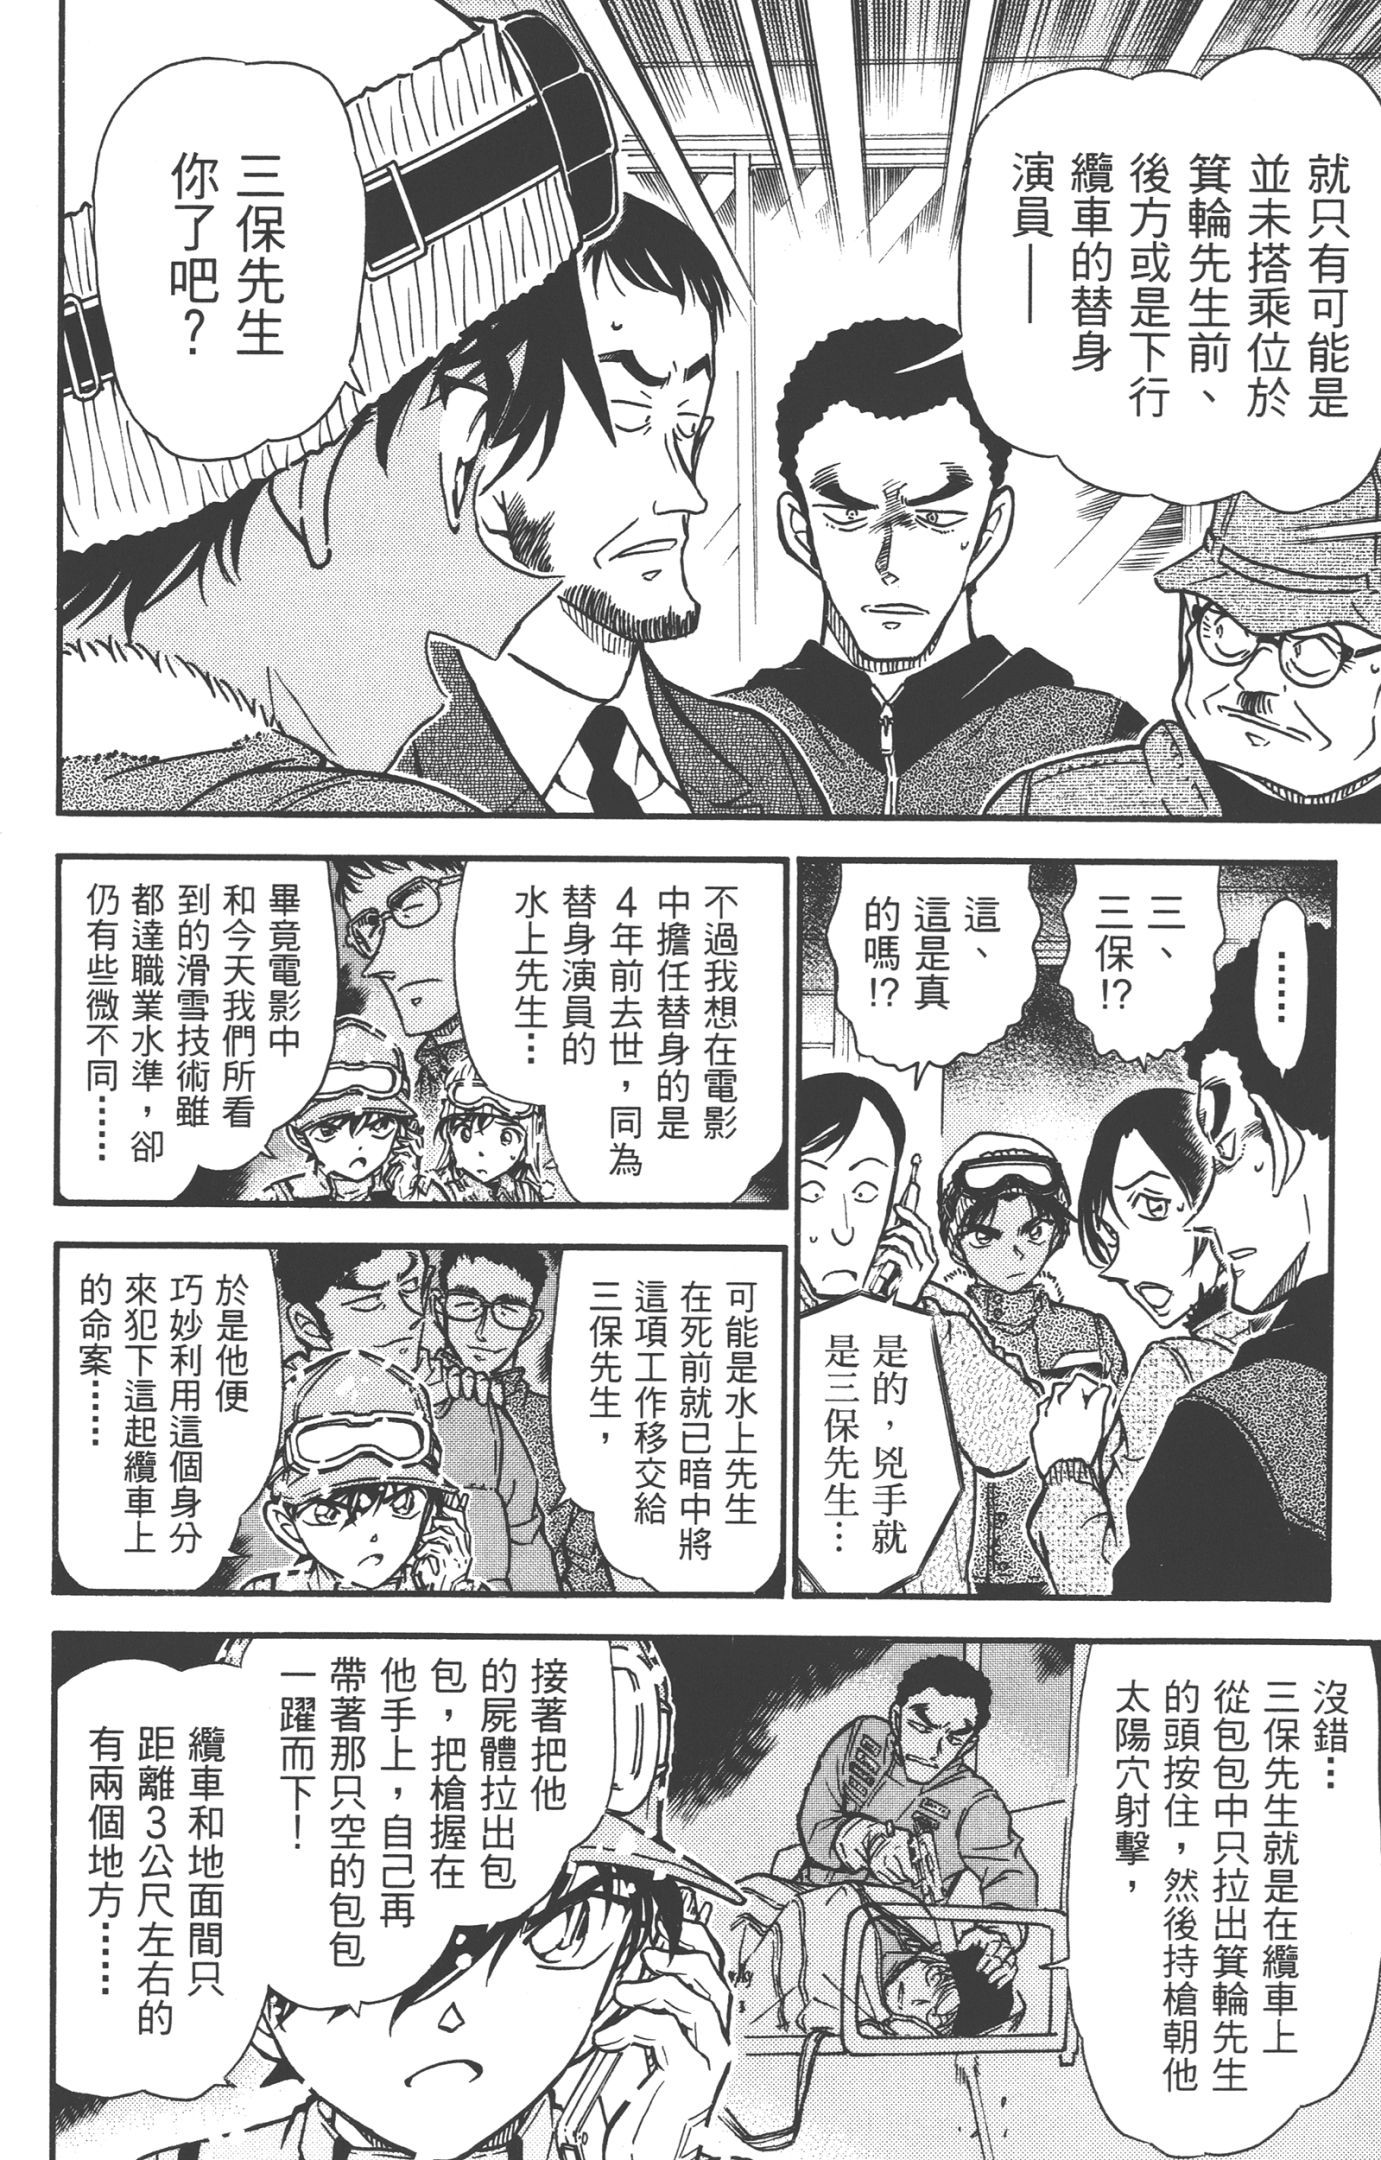 就只有可能是
並未搭乘位於
箕輪先生前、
後方或是下行
纜車的替身
演員——
三保先生
你了吧？
……
三、
三保!?
這、
這是真
的嗎!?
是的，兇手就
是三保先生…
不過我想在電影
中擔任替身的是
4年前去世，同為
替身演員的
水上先生…
畢竟電影中
和今天我們所看
到的滑雪技術雖
都達職業水準，卻
仍有些微不同……
可能是水上先生
在死前就已暗中將
這項工作移交給
三保先生，
於是他便
巧妙利用這個身分
來犯下這起纜車上
的命案……
沒錯…
三保先生就是在纜車上
從包包中只拉出箕輪先生
的頭按住，然後持槍朝他
太陽穴射擊，
接著把他
的屍體拉出包
包，把槍握在
他手上，自己再
帶著那只空的包包
一躍而下！
纜車和地面間只
距離3公尺左右的
有兩個地方……